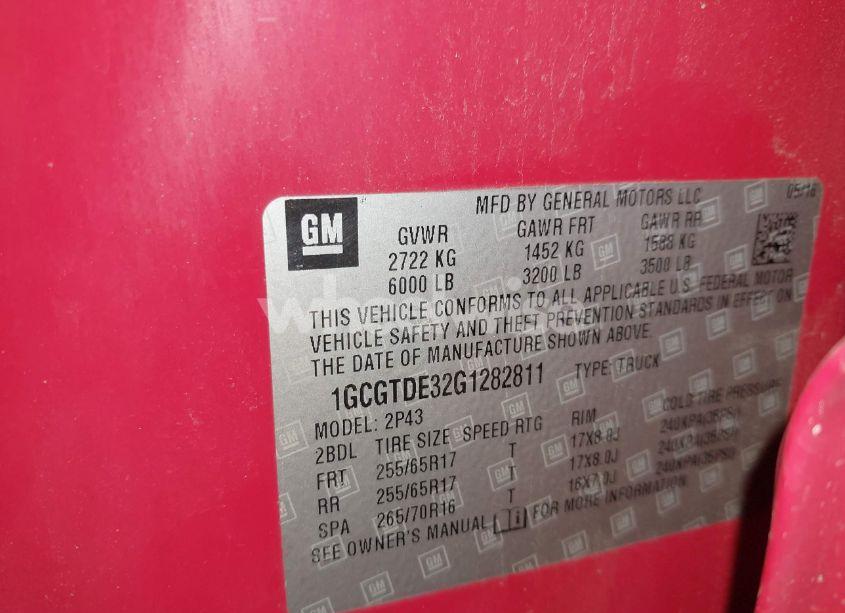 GM
MFD BY GENERAL MOTORS LLC 05/16
GVWR GAWR FRT GAWR RR
2722 KG 1452 KG 1588 KG
6000 LB 3200 LB 3500 LB
THIS VEHICLE CONFORMS TO ALL APPLICABLE U.S. FEDERAL MOTOR
VEHICLE SAFETY AND THEFT PREVENTION STANDARDS IN EFFECT ON
THE DATE OF MANUFACTURE SHOWN ABOVE.
1GCGTDE32G1282811 TYPE: TRUCK
MODEL: 2P43
2BDL TIRE SIZE SPEED RTG RIM COLD TIRE PRESSURE
FRT 255/65R17 T 17X8.0J 240KPA(35PSI)
RR 255/65R17 T 17X8.0J 240KPA(35PSI)
SPA 265/70R16 T 16X7.0J 240KPA(35PSI)
SEE OWNER'S MANUAL FOR MORE INFORMATION